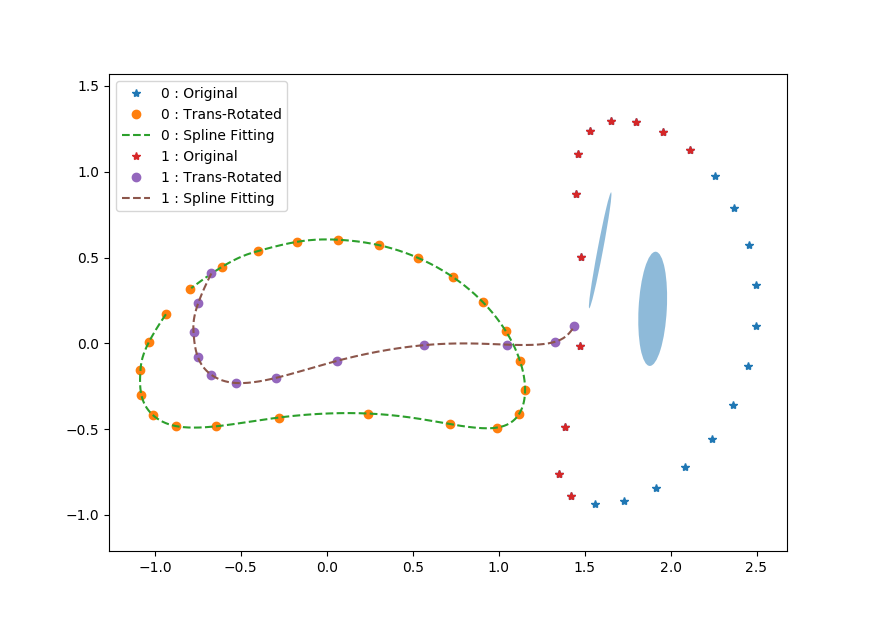 0 : Original
0 : Trans-Rotated
0 : Spline Fitting
1 : Original
1 : Trans-Rotated
1 : Spline Fitting
1.5
1.0
0.5
0.0
−0.5
−1.0
−1.0 −0.5 0.0 0.5 1.0 1.5 2.0 2.5